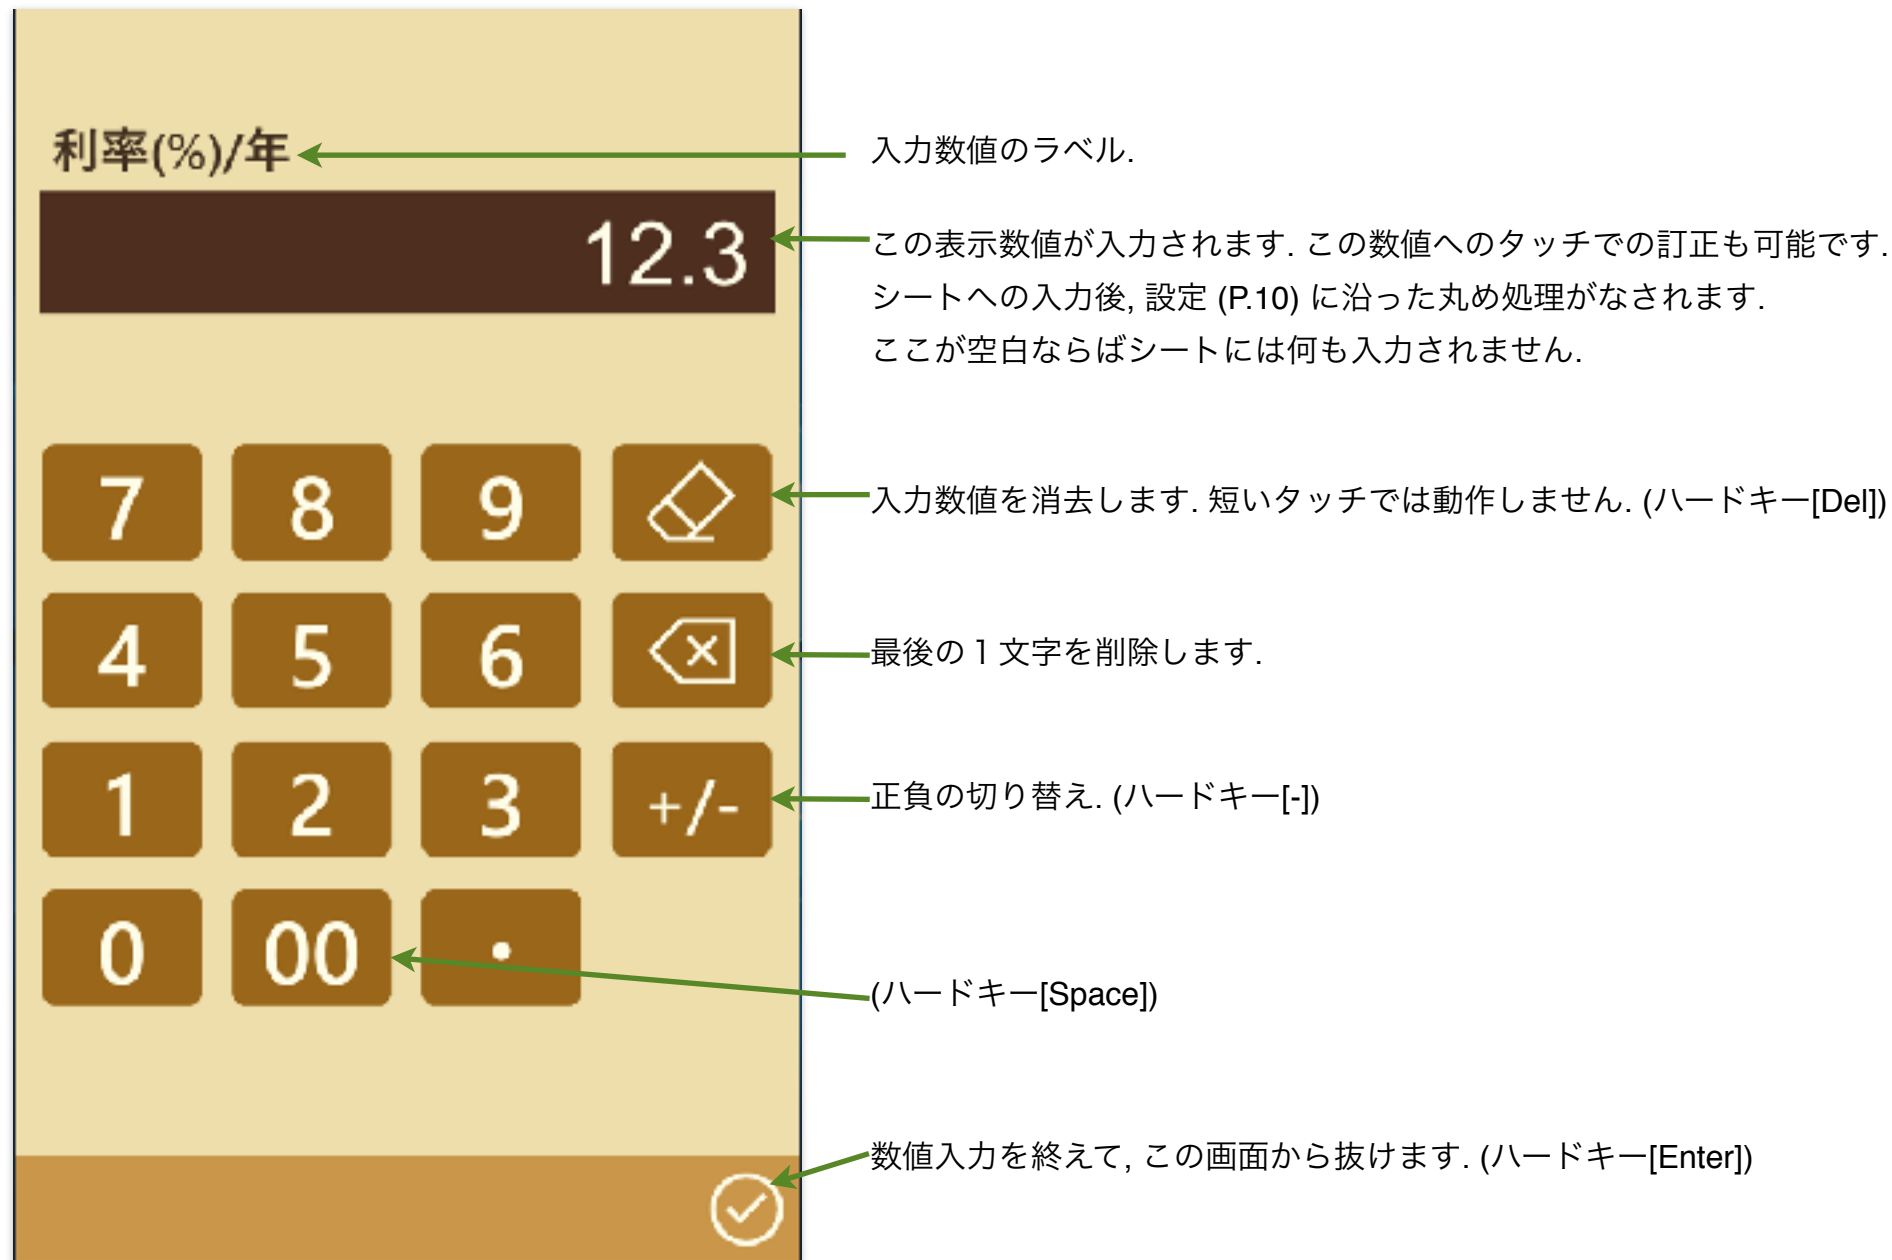 利率(%)/年
入力数値のラベル.
12.3
この表示数値が入力されます. この数値へのタッチでの訂正も可能です.
シートへの入力後, 設定 (P.10) に沿った丸め処理がなされます.
ここが空白ならばシートには何も入力されません.
7 8 9
入力数値を消去します. 短いタッチでは動作しません. (ハードキー[Del])
4 5 6
最後の１文字を削除します.
1 2 3 +/-
正負の切り替え. (ハードキー[-])
0 00 ·
(ハードキー[Space])
数値入力を終えて, この画面から抜けます. (ハードキー[Enter])